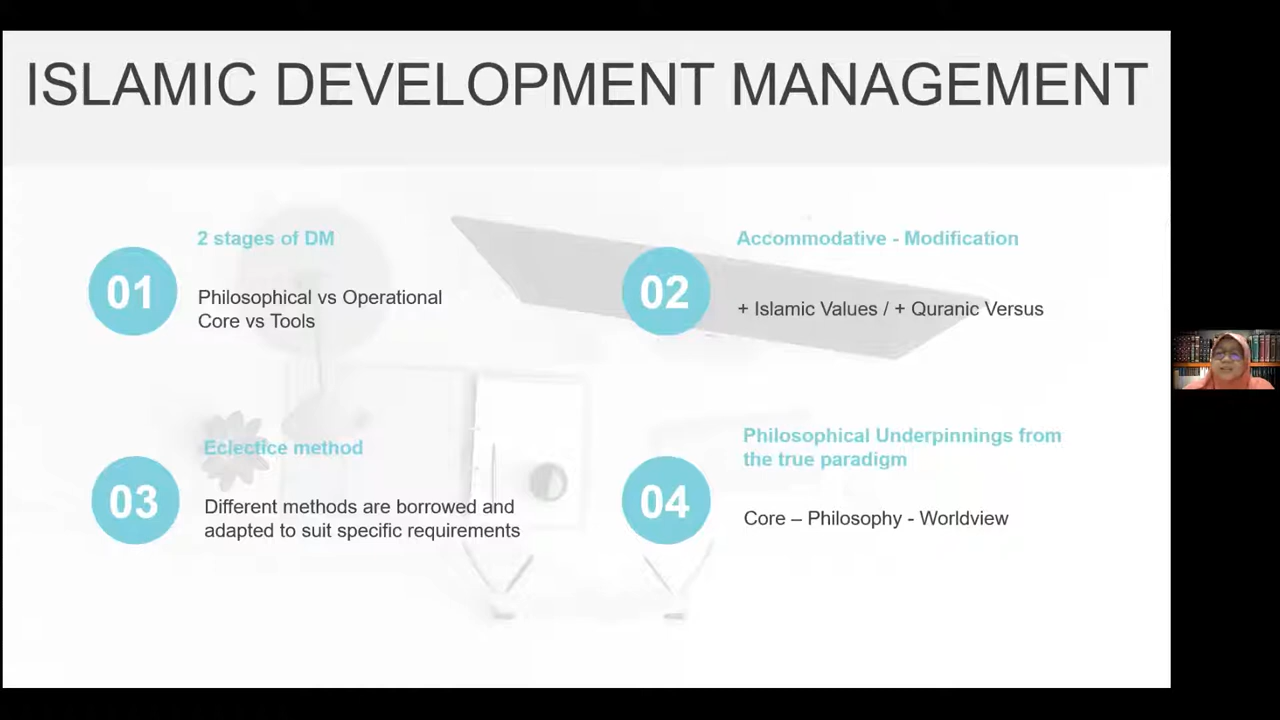 ISLAMIC DEVELOPMENT MANAGEMENT
01
2 stages of DM
Philosophical vs Operational
Core vs Tools
02
Accommodative - Modification
+ Islamic Values / + Quranic Versus
03
Eclectice method
Different methods are borrowed and
adapted to suit specific requirements
04
Philosophical Underpinnings from
the true paradigm
Core – Philosophy - Worldview